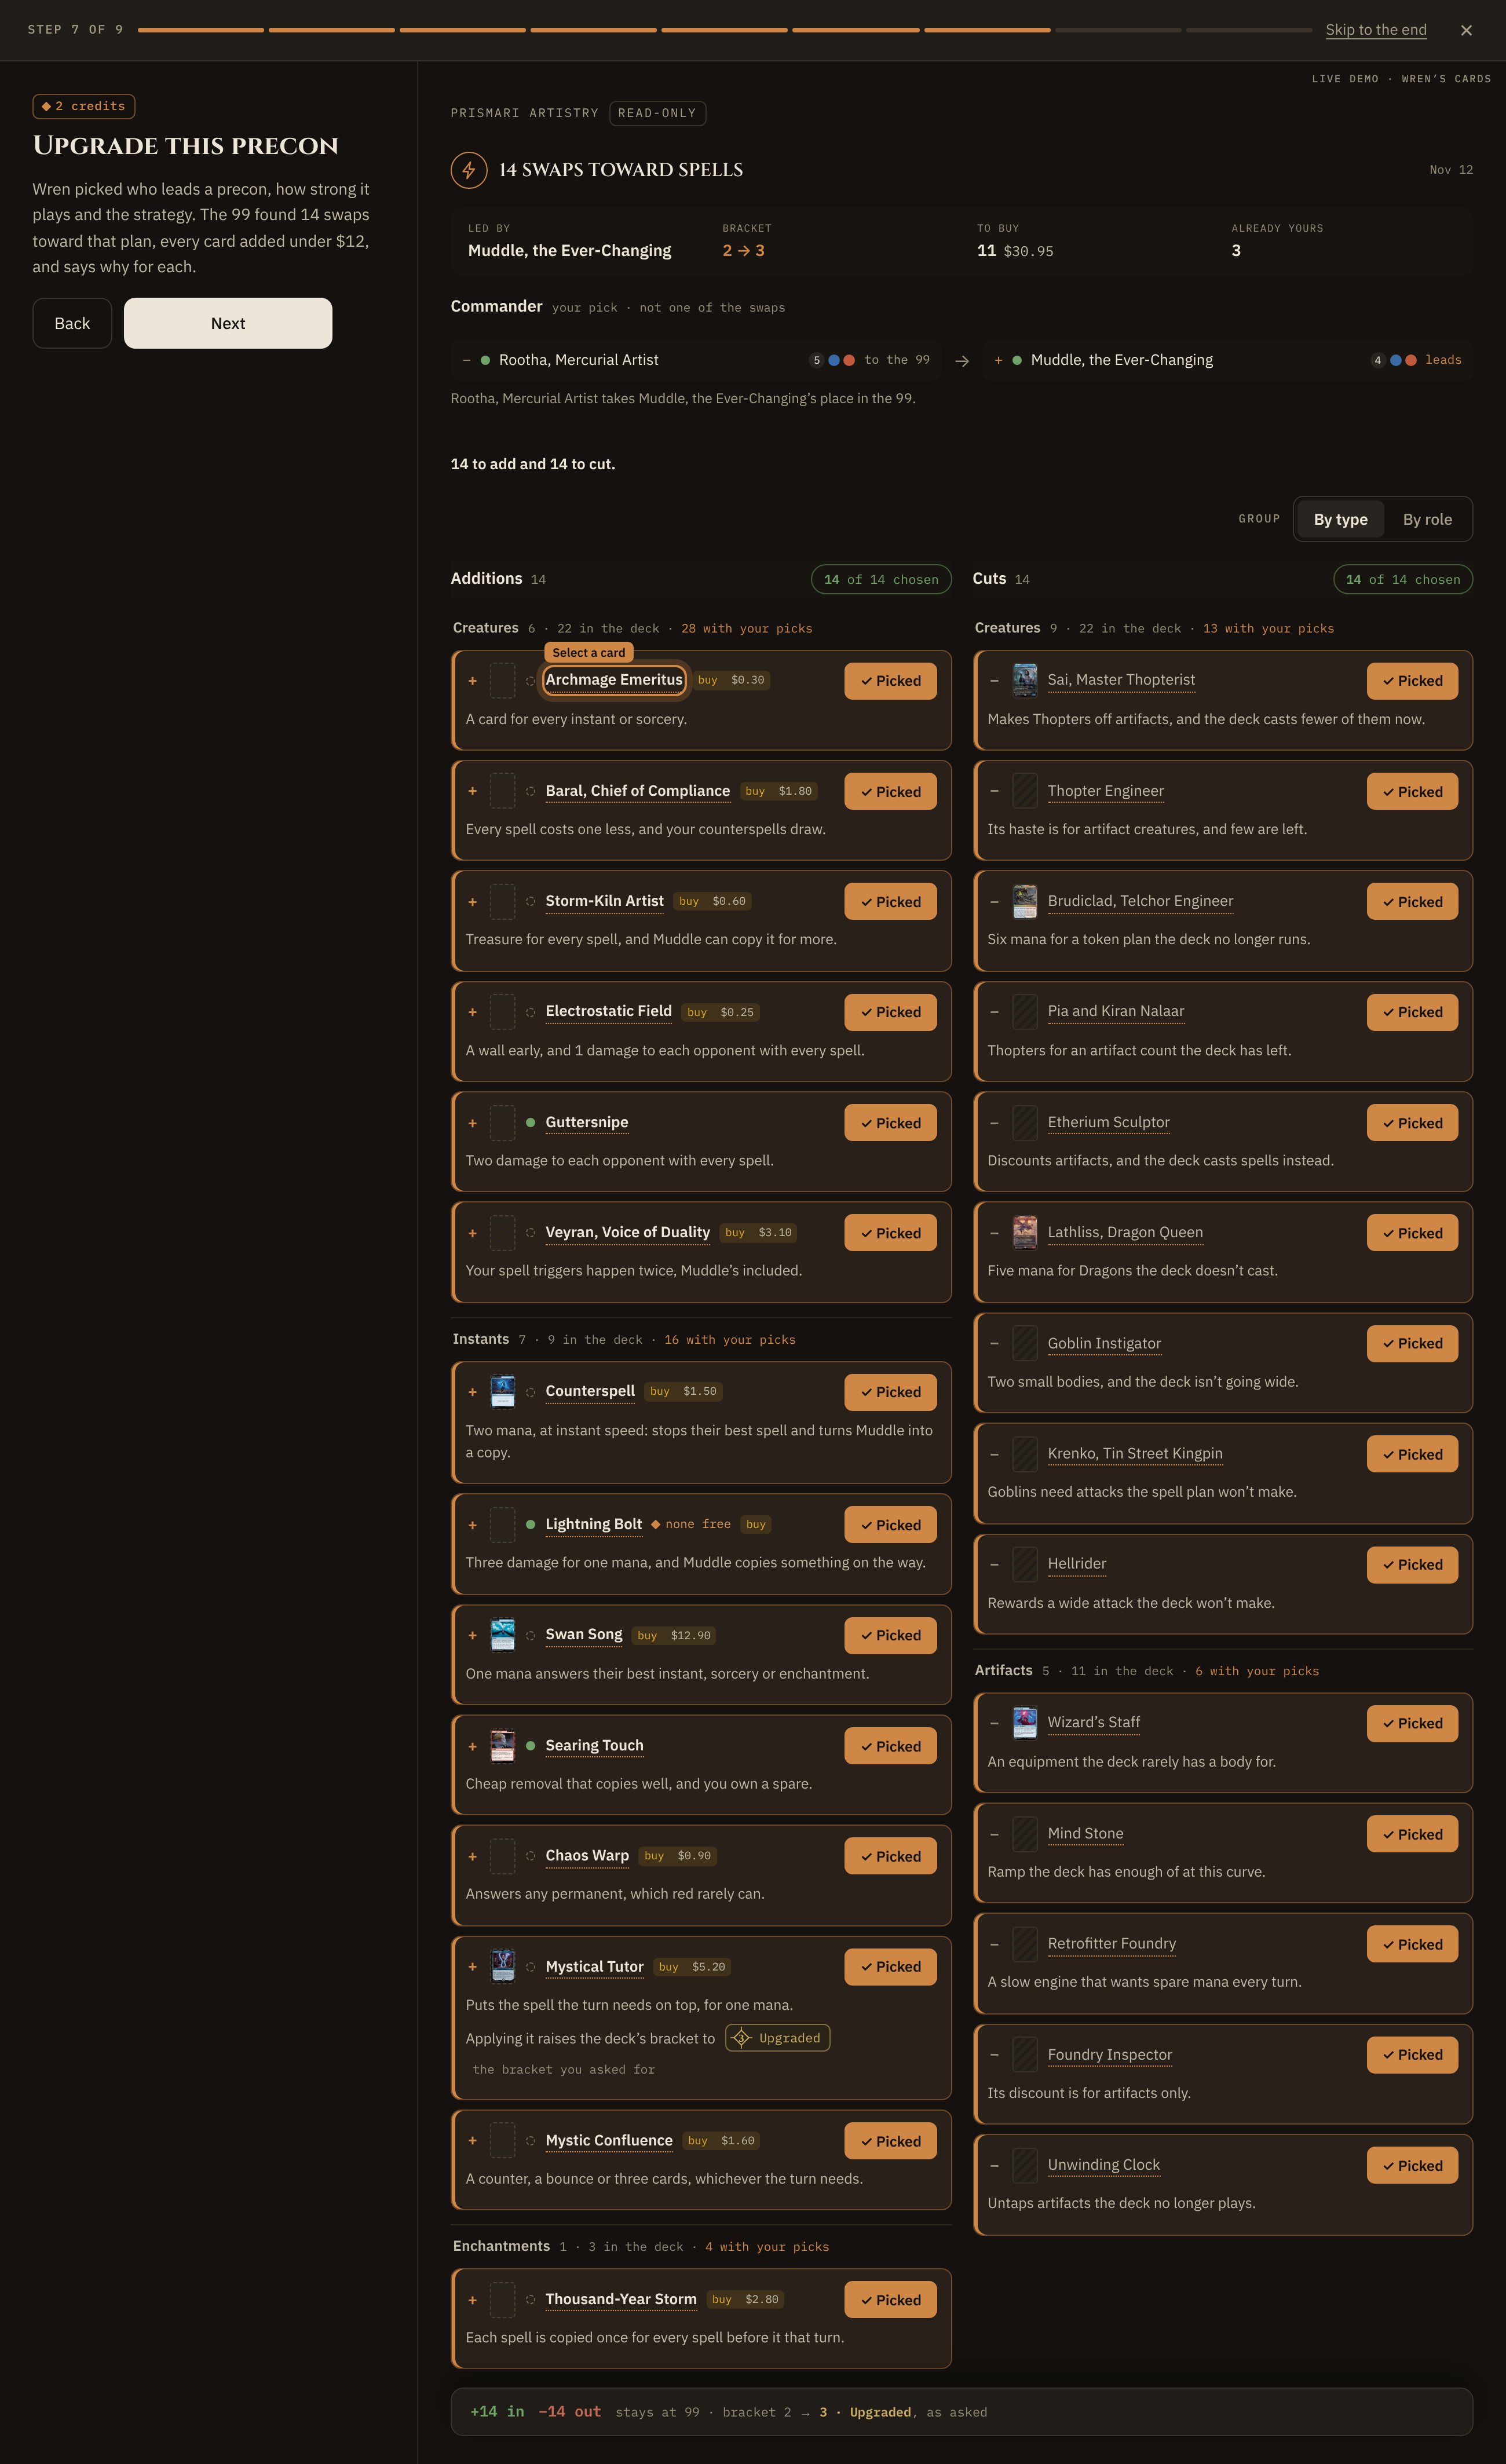 STEP 7 OF 9
Skip to the end
✕
LIVE DEMO · WREN’S CARDS
◆ 2 credits
Upgrade this precon
Wren picked who leads a precon, how strong it
plays and the strategy. The 99 found 14 swaps
toward that plan, every card added under $12,
and says why for each.
Back
Next
PRISMARI ARTISTRY
READ-ONLY
14 SWAPS TOWARD SPELLS
Nov 12
LED BY
Muddle, the Ever-Changing
BRACKET
2 → 3
TO BUY
11 $30.95
ALREADY YOURS
3
Commander your pick · not one of the swaps
− Rootha, Mercurial Artist 5 to the 99
→
+ Muddle, the Ever-Changing 4 leads
Rootha, Mercurial Artist takes Muddle, the Ever-Changing’s place in the 99.
14 to add and 14 to cut.
GROUP
By type
By role
Additions 14
14 of 14 chosen
Creatures 6 · 22 in the deck · 28 with your picks
Select a card
+ Archmage Emeritus buy $0.30 ✓ Picked
A card for every instant or sorcery.
+ Baral, Chief of Compliance buy $1.80 ✓ Picked
Every spell costs one less, and your counterspells draw.
+ Storm-Kiln Artist buy $0.60 ✓ Picked
Treasure for every spell, and Muddle can copy it for more.
+ Electrostatic Field buy $0.25 ✓ Picked
A wall early, and 1 damage to each opponent with every spell.
+ Guttersnipe ✓ Picked
Two damage to each opponent with every spell.
+ Veyran, Voice of Duality buy $3.10 ✓ Picked
Your spell triggers happen twice, Muddle’s included.
Instants 7 · 9 in the deck · 16 with your picks
+ Counterspell buy $1.50 ✓ Picked
Two mana, at instant speed: stops their best spell and turns Muddle into
a copy.
+ Lightning Bolt ◆ none free buy ✓ Picked
Three damage for one mana, and Muddle copies something on the way.
+ Swan Song buy $12.90 ✓ Picked
One mana answers their best instant, sorcery or enchantment.
+ Searing Touch ✓ Picked
Cheap removal that copies well, and you own a spare.
+ Chaos Warp buy $0.90 ✓ Picked
Answers any permanent, which red rarely can.
+ Mystical Tutor buy $5.20 ✓ Picked
Puts the spell the turn needs on top, for one mana.
Applying it raises the deck’s bracket to 3 Upgraded
the bracket you asked for
+ Mystic Confluence buy $1.60 ✓ Picked
A counter, a bounce or three cards, whichever the turn needs.
Enchantments 1 · 3 in the deck · 4 with your picks
+ Thousand-Year Storm buy $2.80 ✓ Picked
Each spell is copied once for every spell before it that turn.
Cuts 14
14 of 14 chosen
Creatures 9 · 22 in the deck · 13 with your picks
− Sai, Master Thopterist ✓ Picked
Makes Thopters off artifacts, and the deck casts fewer of them now.
− Thopter Engineer ✓ Picked
Its haste is for artifact creatures, and few are left.
− Brudiclad, Telchor Engineer ✓ Picked
Six mana for a token plan the deck no longer runs.
− Pia and Kiran Nalaar ✓ Picked
Thopters for an artifact count the deck has left.
− Etherium Sculptor ✓ Picked
Discounts artifacts, and the deck casts spells instead.
− Lathliss, Dragon Queen ✓ Picked
Five mana for Dragons the deck doesn’t cast.
− Goblin Instigator ✓ Picked
Two small bodies, and the deck isn’t going wide.
− Krenko, Tin Street Kingpin ✓ Picked
Goblins need attacks the spell plan won’t make.
− Hellrider ✓ Picked
Rewards a wide attack the deck won’t make.
Artifacts 5 · 11 in the deck · 6 with your picks
− Wizard’s Staff ✓ Picked
An equipment the deck rarely has a body for.
− Mind Stone ✓ Picked
Ramp the deck has enough of at this curve.
− Retrofitter Foundry ✓ Picked
A slow engine that wants spare mana every turn.
− Foundry Inspector ✓ Picked
Its discount is for artifacts only.
− Unwinding Clock ✓ Picked
Untaps artifacts the deck no longer plays.
+14 in −14 out stays at 99 · bracket 2 → 3 · Upgraded, as asked